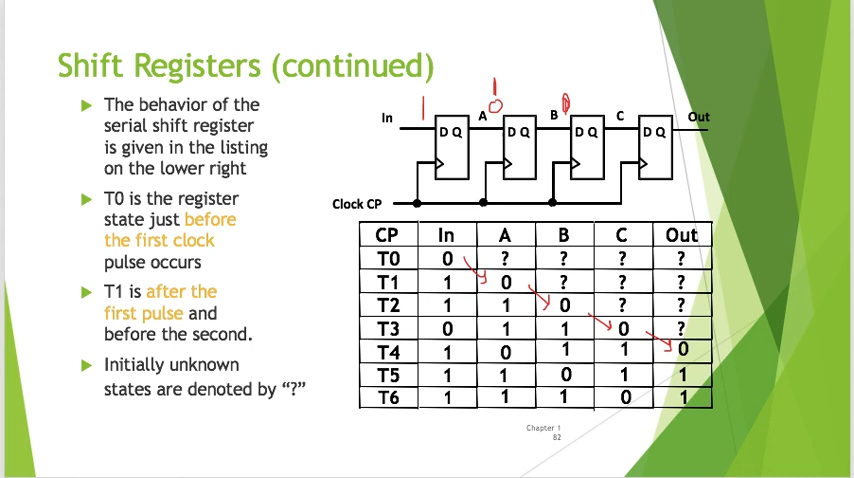 Shift Registers (continued)
▶ The behavior of the
serial shift register
is given in the listing
on the lower right
▶ T0 is the register
state just before
the first clock
pulse occurs
▶ T1 is after the
first pulse and
before the second.
▶ Initially unknown
states are denoted by “?”
1 1 0
In A B C Out
D Q D Q D Q D Q
Clock CP
CP In A B C Out
T0 0 ? ? ? ?
T1 1 0 ? ? ?
T2 1 1 0 ? ?
T3 0 1 1 0 ?
T4 1 0 1 1 0
T5 1 1 0 1 1
T6 1 1 1 0 1
Chapter 1
82